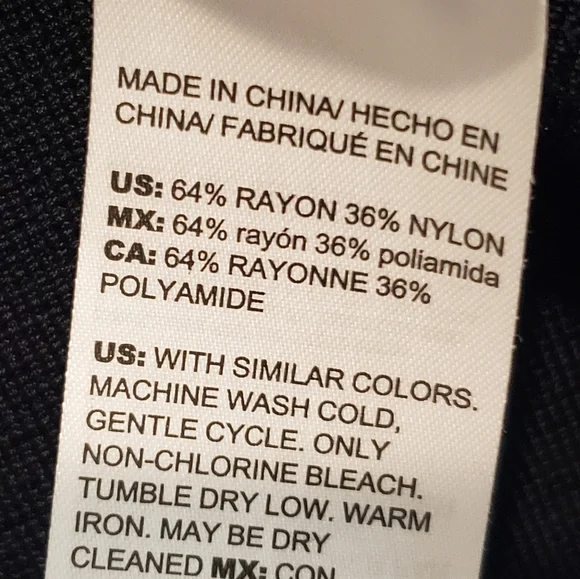 MADE IN CHINA/ HECHO EN
CHINA/ FABRIQUÉ EN CHINE
US: 64% RAYON 36% NYLON
MX: 64% rayón 36% poliamida
CA: 64% RAYONNE 36%
POLYAMIDE
US: WITH SIMILAR COLORS.
MACHINE WASH COLD,
GENTLE CYCLE. ONLY
NON-CHLORINE BLEACH.
TUMBLE DRY LOW. WARM
IRON. MAY BE DRY
CLEANED MX: CON